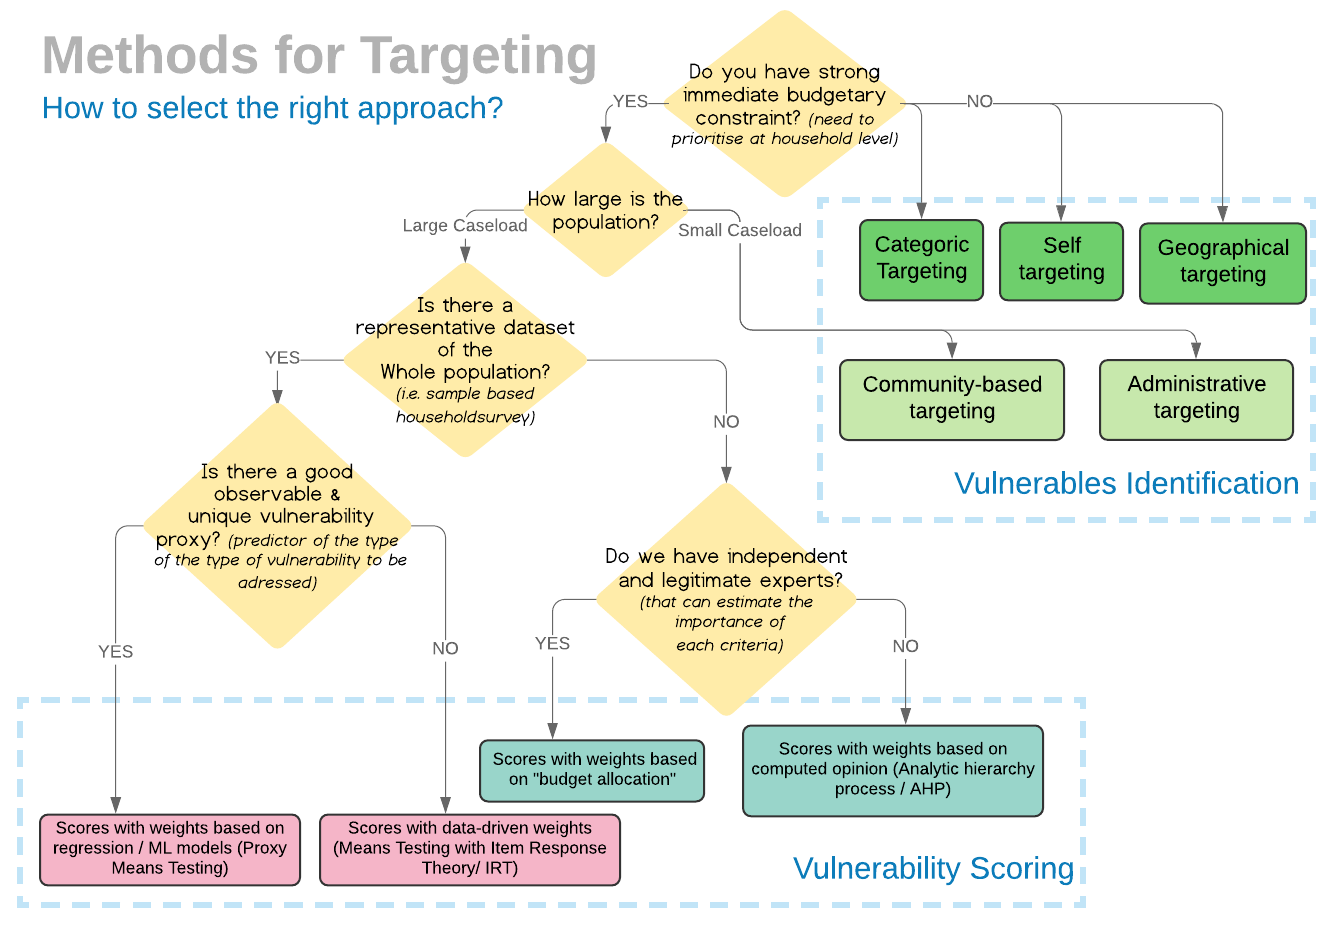 Methods for Targeting
How to select the right approach?
Do you have strong
immediate budgetary
constraint? (need to
prioritise at household level)
YES
NO
How large is the
population?
Large Caseload
Small Caseload
Categoric
Targeting
Self
targeting
Geographical
targeting
Is there a
representative dataset
of the
Whole population?
(i.e. sample based
householdsurvey)
YES
NO
Community-based
targeting
Administrative
targeting
Vulnerables Identification
Is there a good
observable &
unique vulnerability
proxy? (predictor of the type
of the type of vulnerability to be
adressed)
Do we have independent
and legitimate experts?
(that can estimate the
importance of
each criteria)
YES
NO
YES
NO
Scores with weights based
on "budget allocation"
Scores with weights based on
computed opinion (Analytic hierarchy
process / AHP)
Scores with weights based on
regression / ML models (Proxy
Means Testing)
Scores with data-driven weights
(Means Testing with Item Response
Theory/ IRT)
Vulnerability Scoring